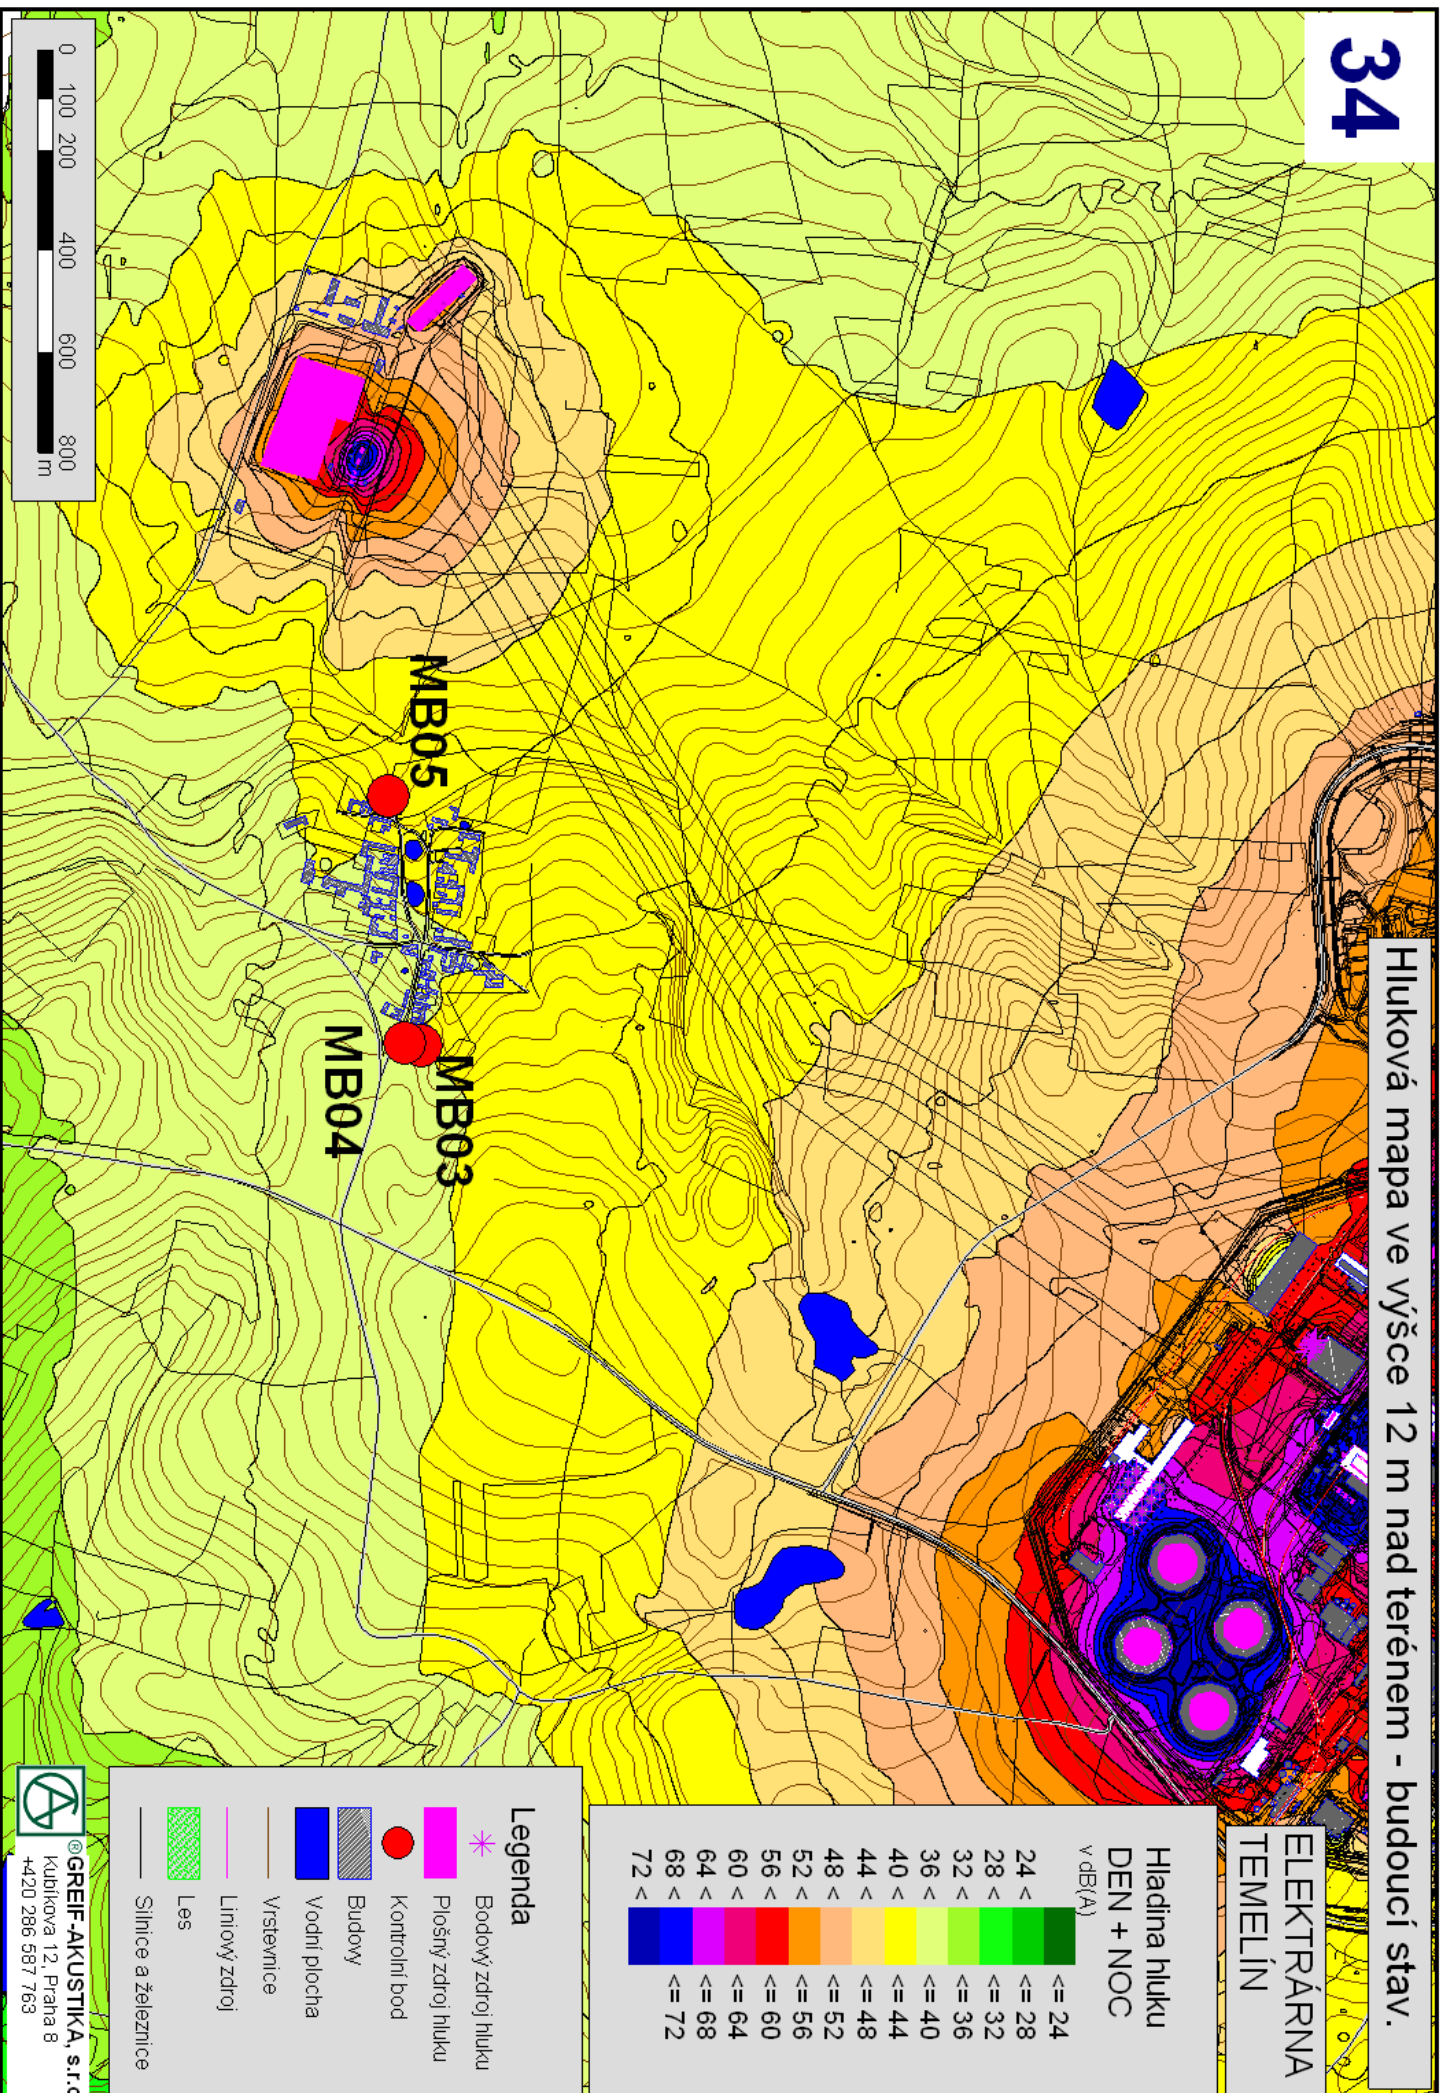 34
Hluková mapa ve výšce 12 m nad terénem - budoucí stav.
ELEKTRÁRNA
TEMELÍN
Hladina hluku
DEN + NOC
v dB(A)
<= 24
24 < <= 28
28 < <= 32
32 < <= 36
36 < <= 40
40 < <= 44
44 < <= 48
48 < <= 52
52 < <= 56
56 < <= 60
60 < <= 64
64 < <= 68
68 < <= 72
72 <
MB05
MB03
MB04
Legenda
Bodový zdroj hluku
Plošný zdroj hluku
Kontrolní bod
Budovy
Vodní plocha
Vrstevnice
Liniový zdroj
Les
Silnice a železnice
0 100 200 400 600 800
m
®GREIF-AKUSTIKA, s.r.o
Kubíkova 12, Praha 8
+420 286 587 763